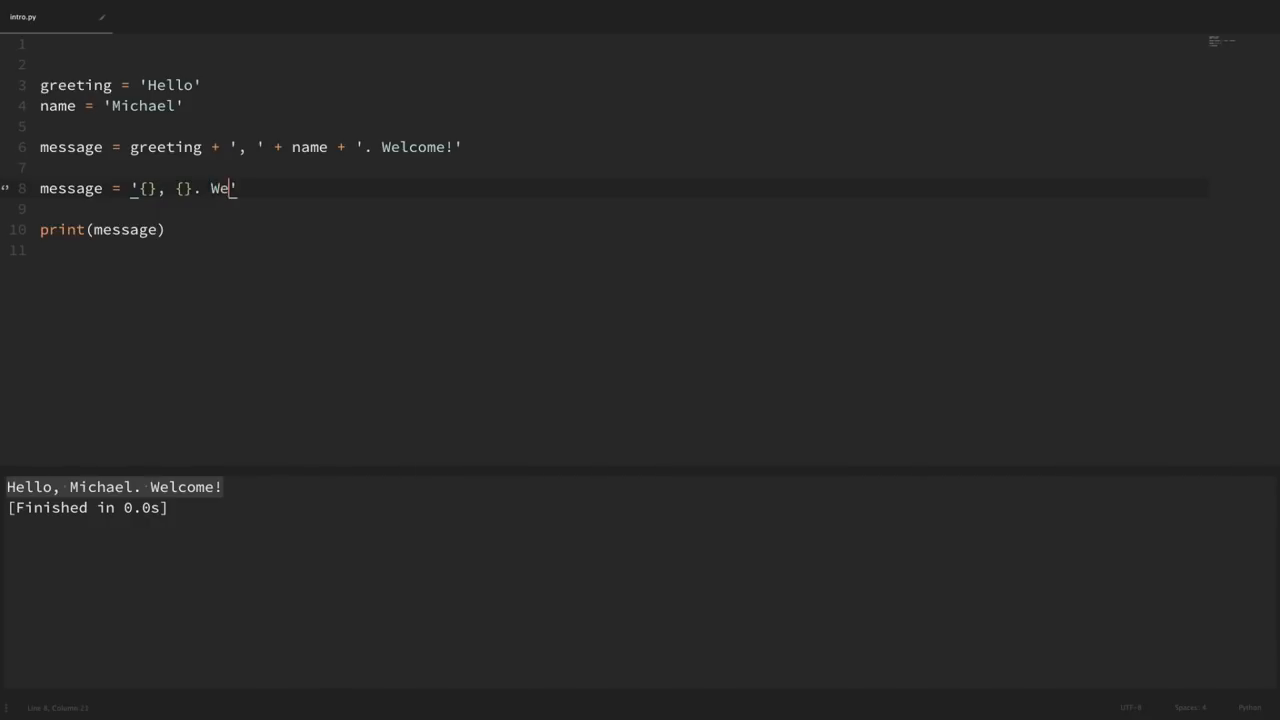 intro.py
1
2
3 greeting = 'Hello'
4 name = 'Michael'
5
6 message = greeting + ', ' + name + '. Welcome!'
7
8 message = '{}, {}. We'
9
10 print(message)
11
Hello, Michael. Welcome!
[Finished in 0.0s]
Line 8, Column 23 UTF-8 Spaces: 4 Python